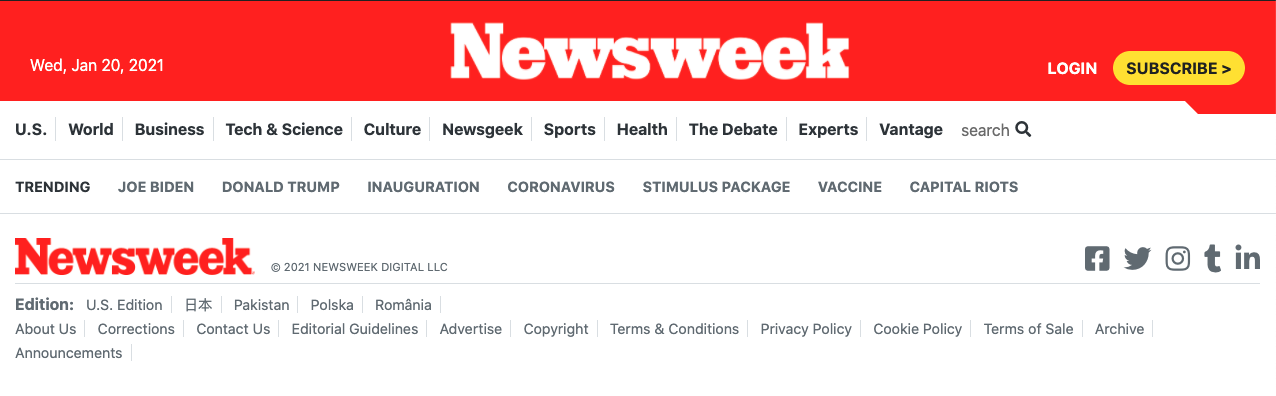 Newsweek
Wed, Jan 20, 2021
LOGIN SUBSCRIBE >
U.S. World Business Tech & Science Culture Newsgeek Sports Health The Debate Experts Vantage search
TRENDING JOE BIDEN DONALD TRUMP INAUGURATION CORONAVIRUS STIMULUS PACKAGE VACCINE CAPITAL RIOTS
Newsweek © 2021 NEWSWEEK DIGITAL LLC
Edition: U.S. Edition 日本 Pakistan Polska România
About Us Corrections Contact Us Editorial Guidelines Advertise Copyright Terms & Conditions Privacy Policy Cookie Policy Terms of Sale Archive
Announcements